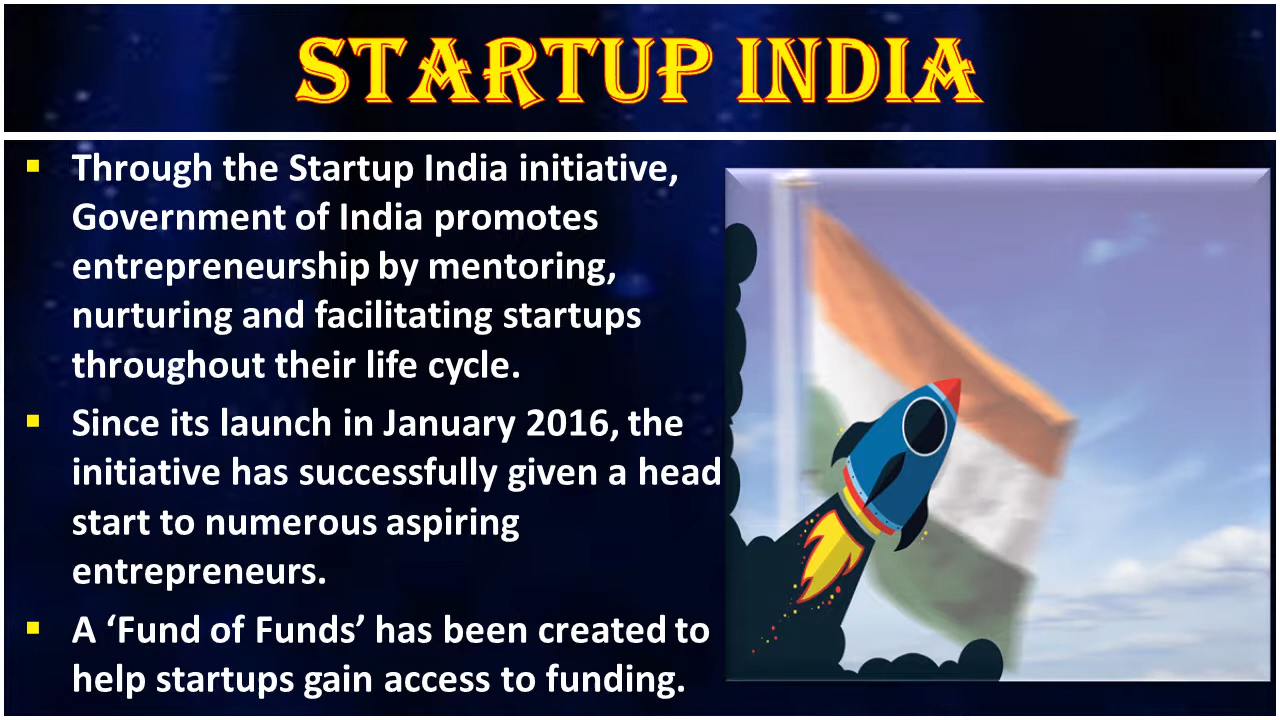 STARTUP INDIA
▪ Through the Startup India initiative,
Government of India promotes
entrepreneurship by mentoring,
nurturing and facilitating startups
throughout their life cycle.
▪ Since its launch in January 2016, the
initiative has successfully given a head
start to numerous aspiring
entrepreneurs.
▪ A ‘Fund of Funds’ has been created to
help startups gain access to funding.